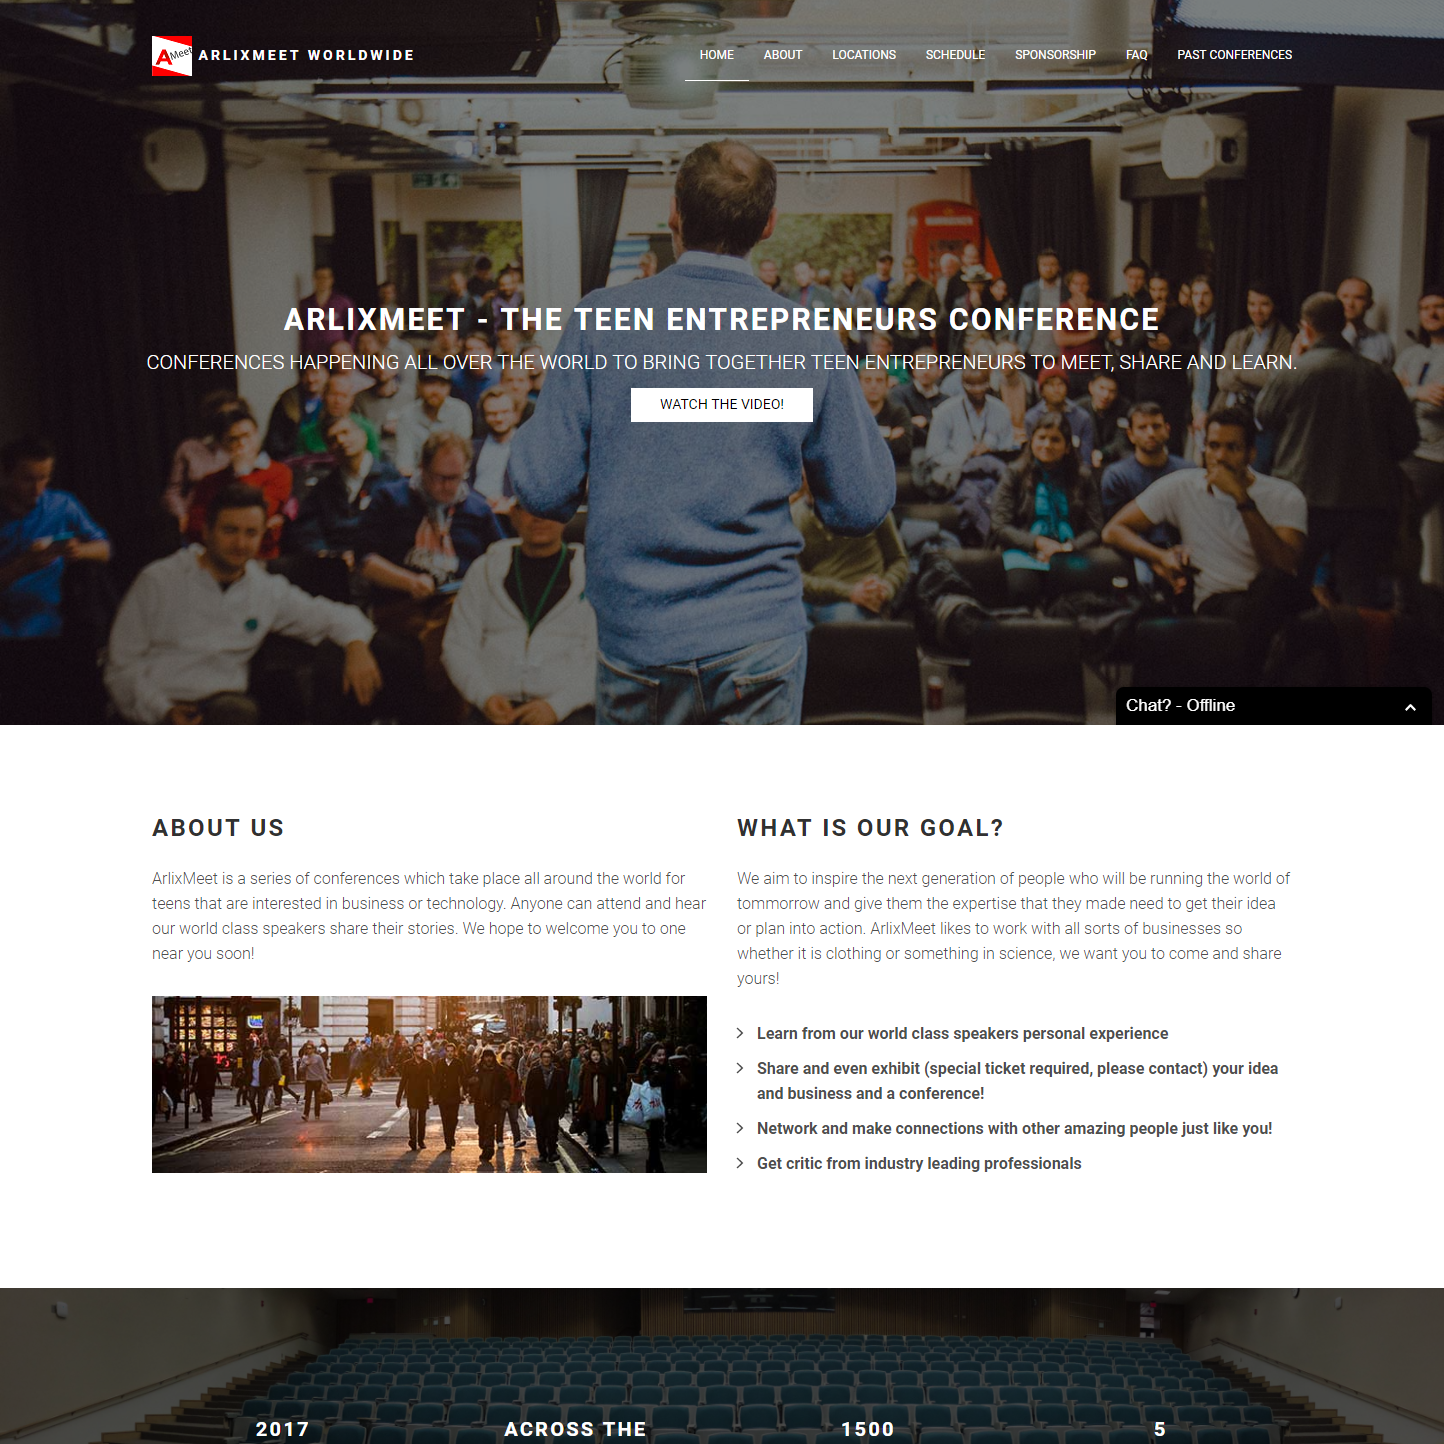 AMeet ARLIXMEET WORLDWIDE
HOME ABOUT LOCATIONS SCHEDULE SPONSORSHIP FAQ PAST CONFERENCES
ARLIXMEET - THE TEEN ENTREPRENEURS CONFERENCE
CONFERENCES HAPPENING ALL OVER THE WORLD TO BRING TOGETHER TEEN ENTREPRENEURS TO MEET, SHARE AND LEARN.
WATCH THE VIDEO!
Chat? - Offline
ABOUT US
ArlixMeet is a series of conferences which take place all around the world for
teens that are interested in business or technology. Anyone can attend and hear
our world class speakers share their stories. We hope to welcome you to one
near you soon!
WHAT IS OUR GOAL?
We aim to inspire the next generation of people who will be running the world of
tommorrow and give them the expertise that they made need to get their idea
or plan into action. ArlixMeet likes to work with all sorts of businesses so
whether it is clothing or something in science, we want you to come and share
yours!
Learn from our world class speakers personal experience
Share and even exhibit (special ticket required, please contact) your idea
and business and a conference!
Network and make connections with other amazing people just like you!
Get critic from industry leading professionals
2017 ACROSS THE 1500 5